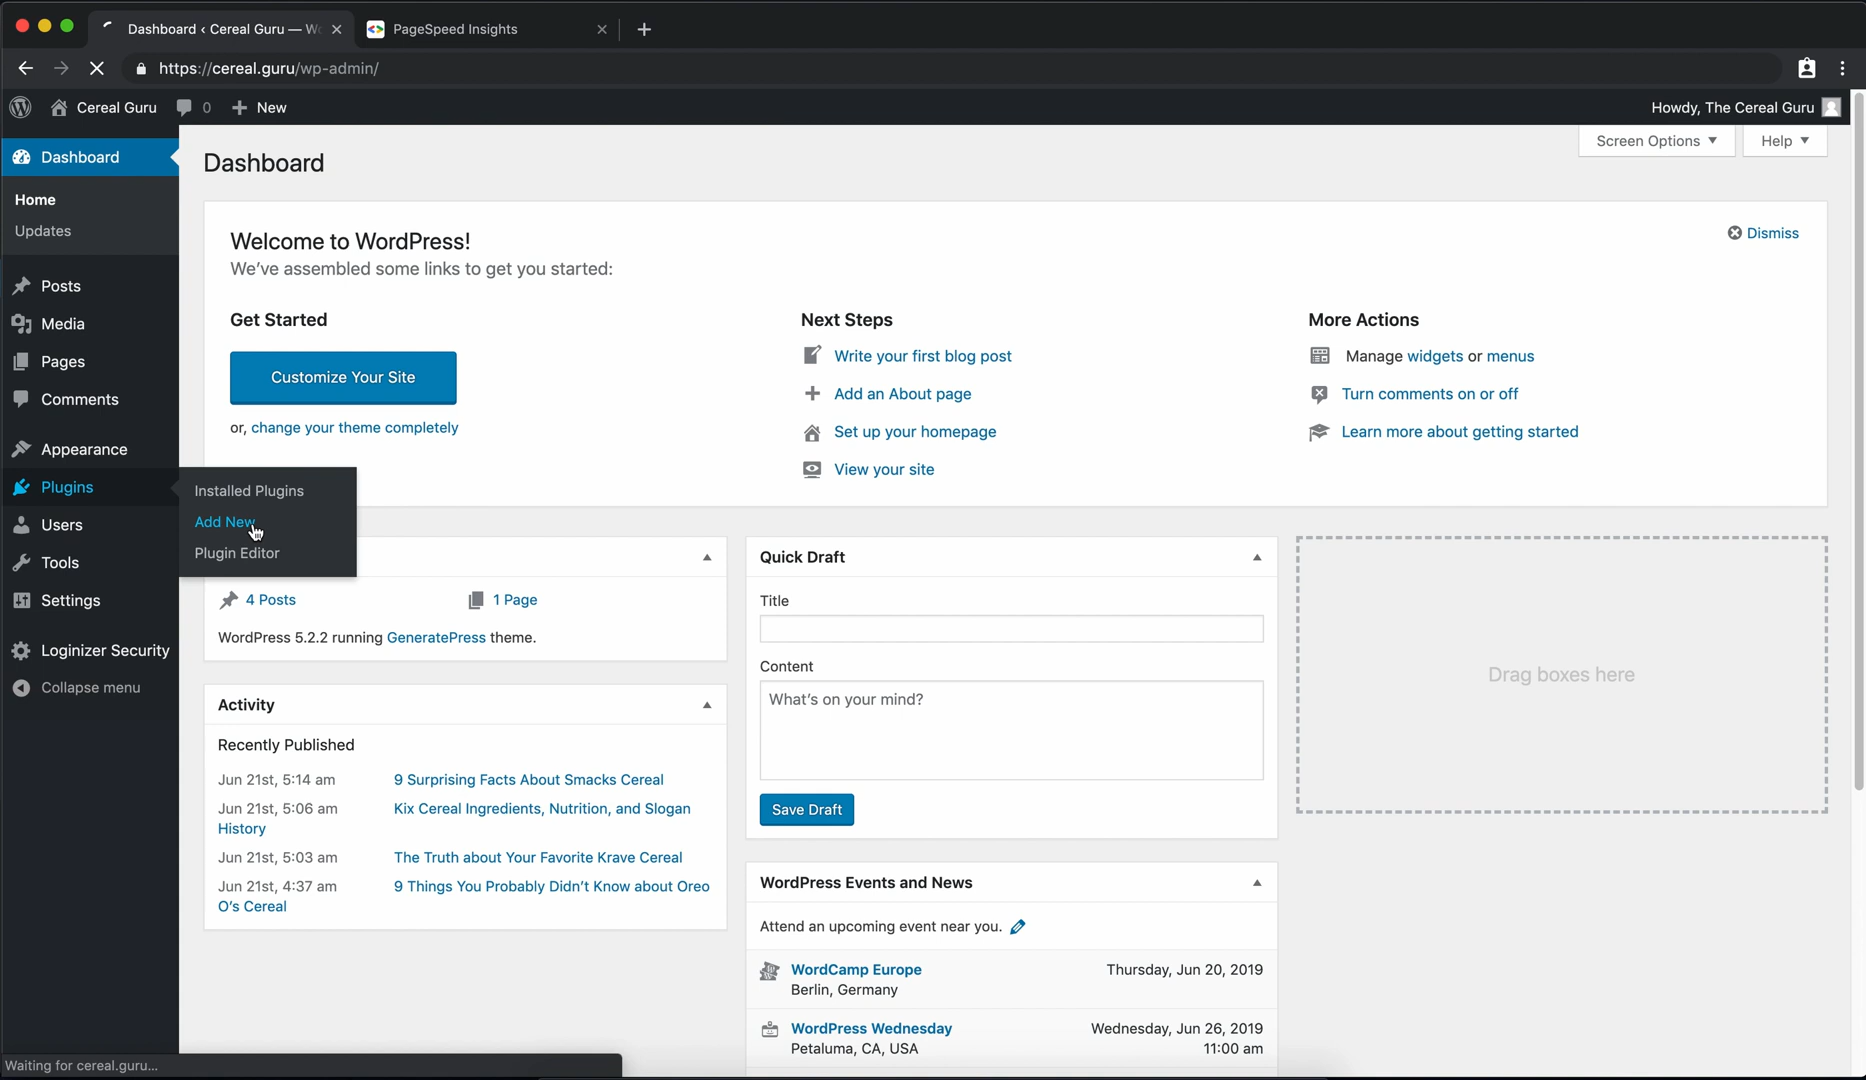 Dashboard ‹ Cereal Guru — W
PageSpeed Insights
https://cereal.guru/wp-admin/
Cereal Guru
0
New
Howdy, The Cereal Guru
Dashboard
Home
Updates
Posts
Media
Pages
Comments
Appearance
Plugins
Users
Tools
Settings
Loginizer Security
Collapse menu
Installed Plugins
Add New
Plugin Editor
Dashboard
Screen Options
Help
Welcome to WordPress!
We've assembled some links to get you started:
Dismiss
Get Started
Customize Your Site
or, change your theme completely
Next Steps
Write your first blog post
Add an About page
Set up your homepage
View your site
More Actions
Manage widgets or menus
Turn comments on or off
Learn more about getting started
4 Posts
1 Page
WordPress 5.2.2 running GeneratePress theme.
Activity
Recently Published
Jun 21st, 5:14 am 9 Surprising Facts About Smacks Cereal
Jun 21st, 5:06 am Kix Cereal Ingredients, Nutrition, and Slogan
History
Jun 21st, 5:03 am The Truth about Your Favorite Krave Cereal
Jun 21st, 4:37 am 9 Things You Probably Didn't Know about Oreo
O's Cereal
Quick Draft
Title
Content
What's on your mind?
Save Draft
WordPress Events and News
Attend an upcoming event near you.
WordCamp Europe Thursday, Jun 20, 2019
Berlin, Germany
WordPress Wednesday Wednesday, Jun 26, 2019
Petaluma, CA, USA 11:00 am
Drag boxes here
Waiting for cereal.guru...